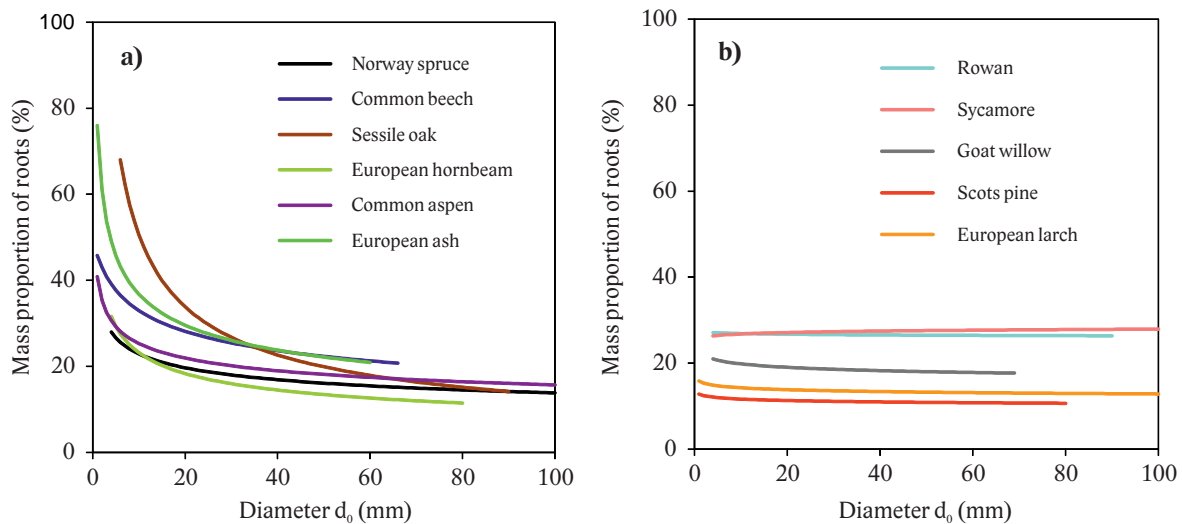 a)
Norway spruce
Common beech
Sessile oak
European hornbeam
Common aspen
European ash
Mass proportion of roots (%)
100
80
60
40
20
0
0 20 40 60 80 100
Diameter d₀ (mm)
b)
Rowan
Sycamore
Goat willow
Scots pine
European larch
Mass proportion of roots (%)
100
80
60
40
20
0
0 20 40 60 80 100
Diameter d₀ (mm)